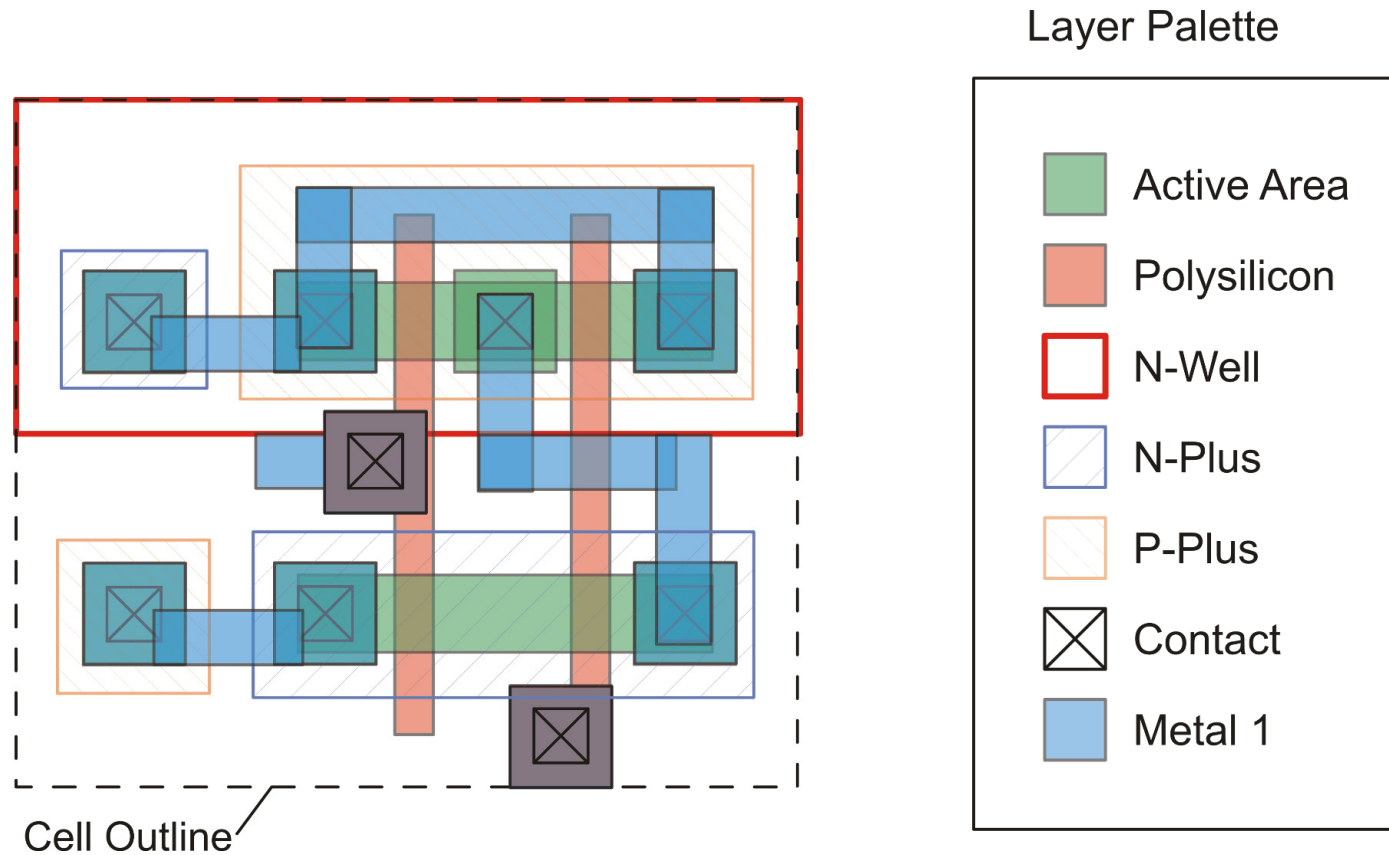 Layer Palette
Active Area
Polysilicon
N-Well
N-Plus
P-Plus
Contact
Metal 1
Cell Outline